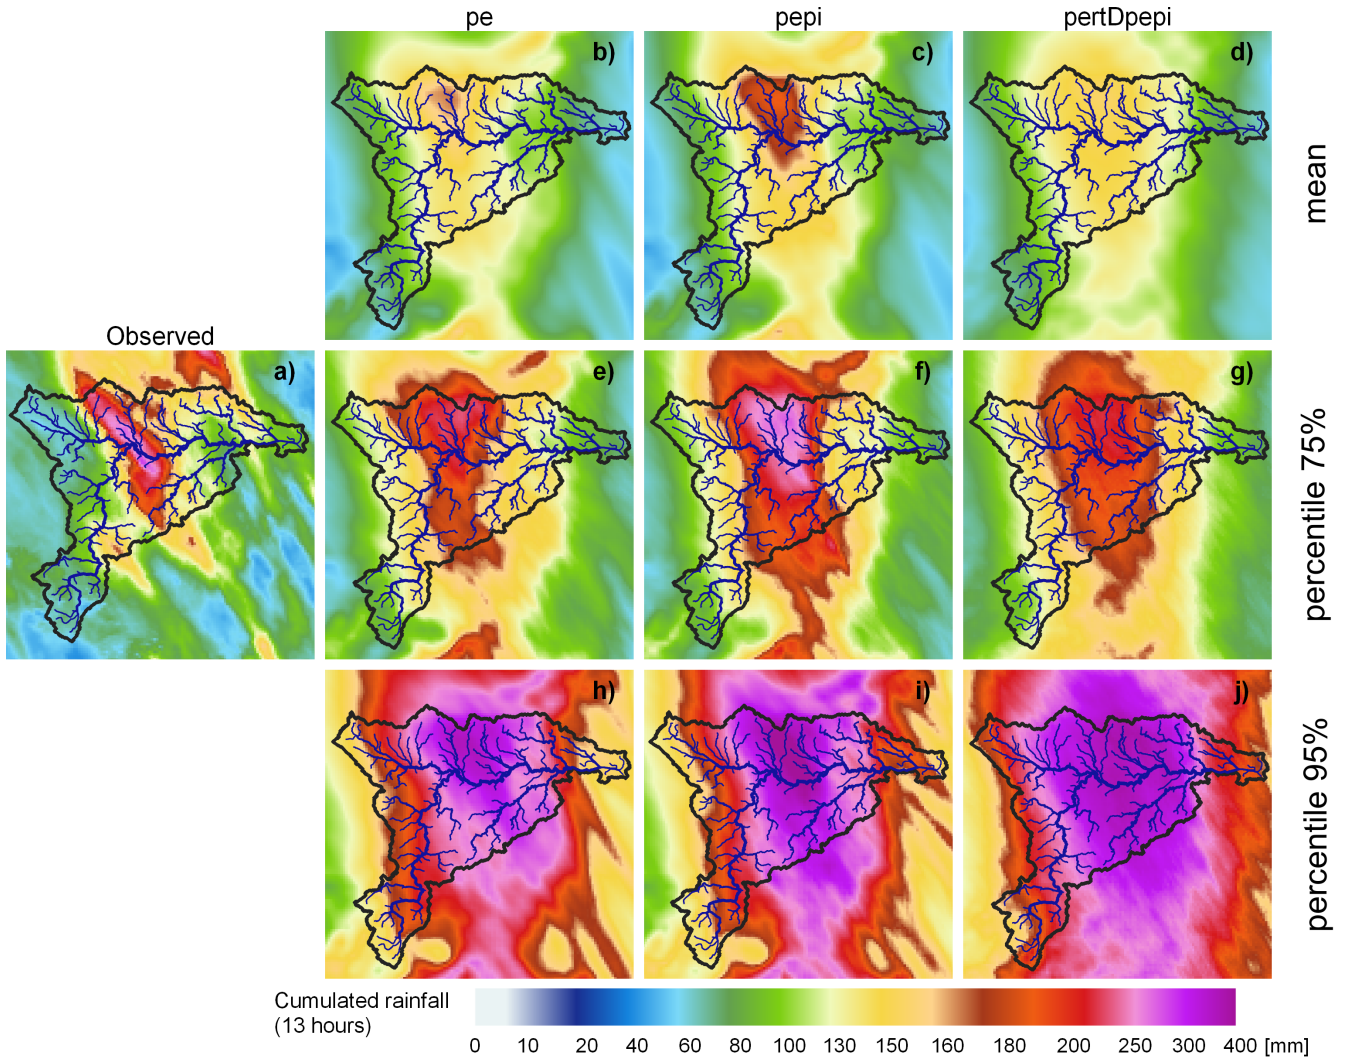 pe pepi pertDpepi
b) c) d)
mean
Observed
a) e) f) g)
percentile 75%
h) i) j)
percentile 95%
Cumulated rainfall
(13 hours)
0 10 20 40 60 80 100 130 150 160 180 200 250 300 400 [mm]